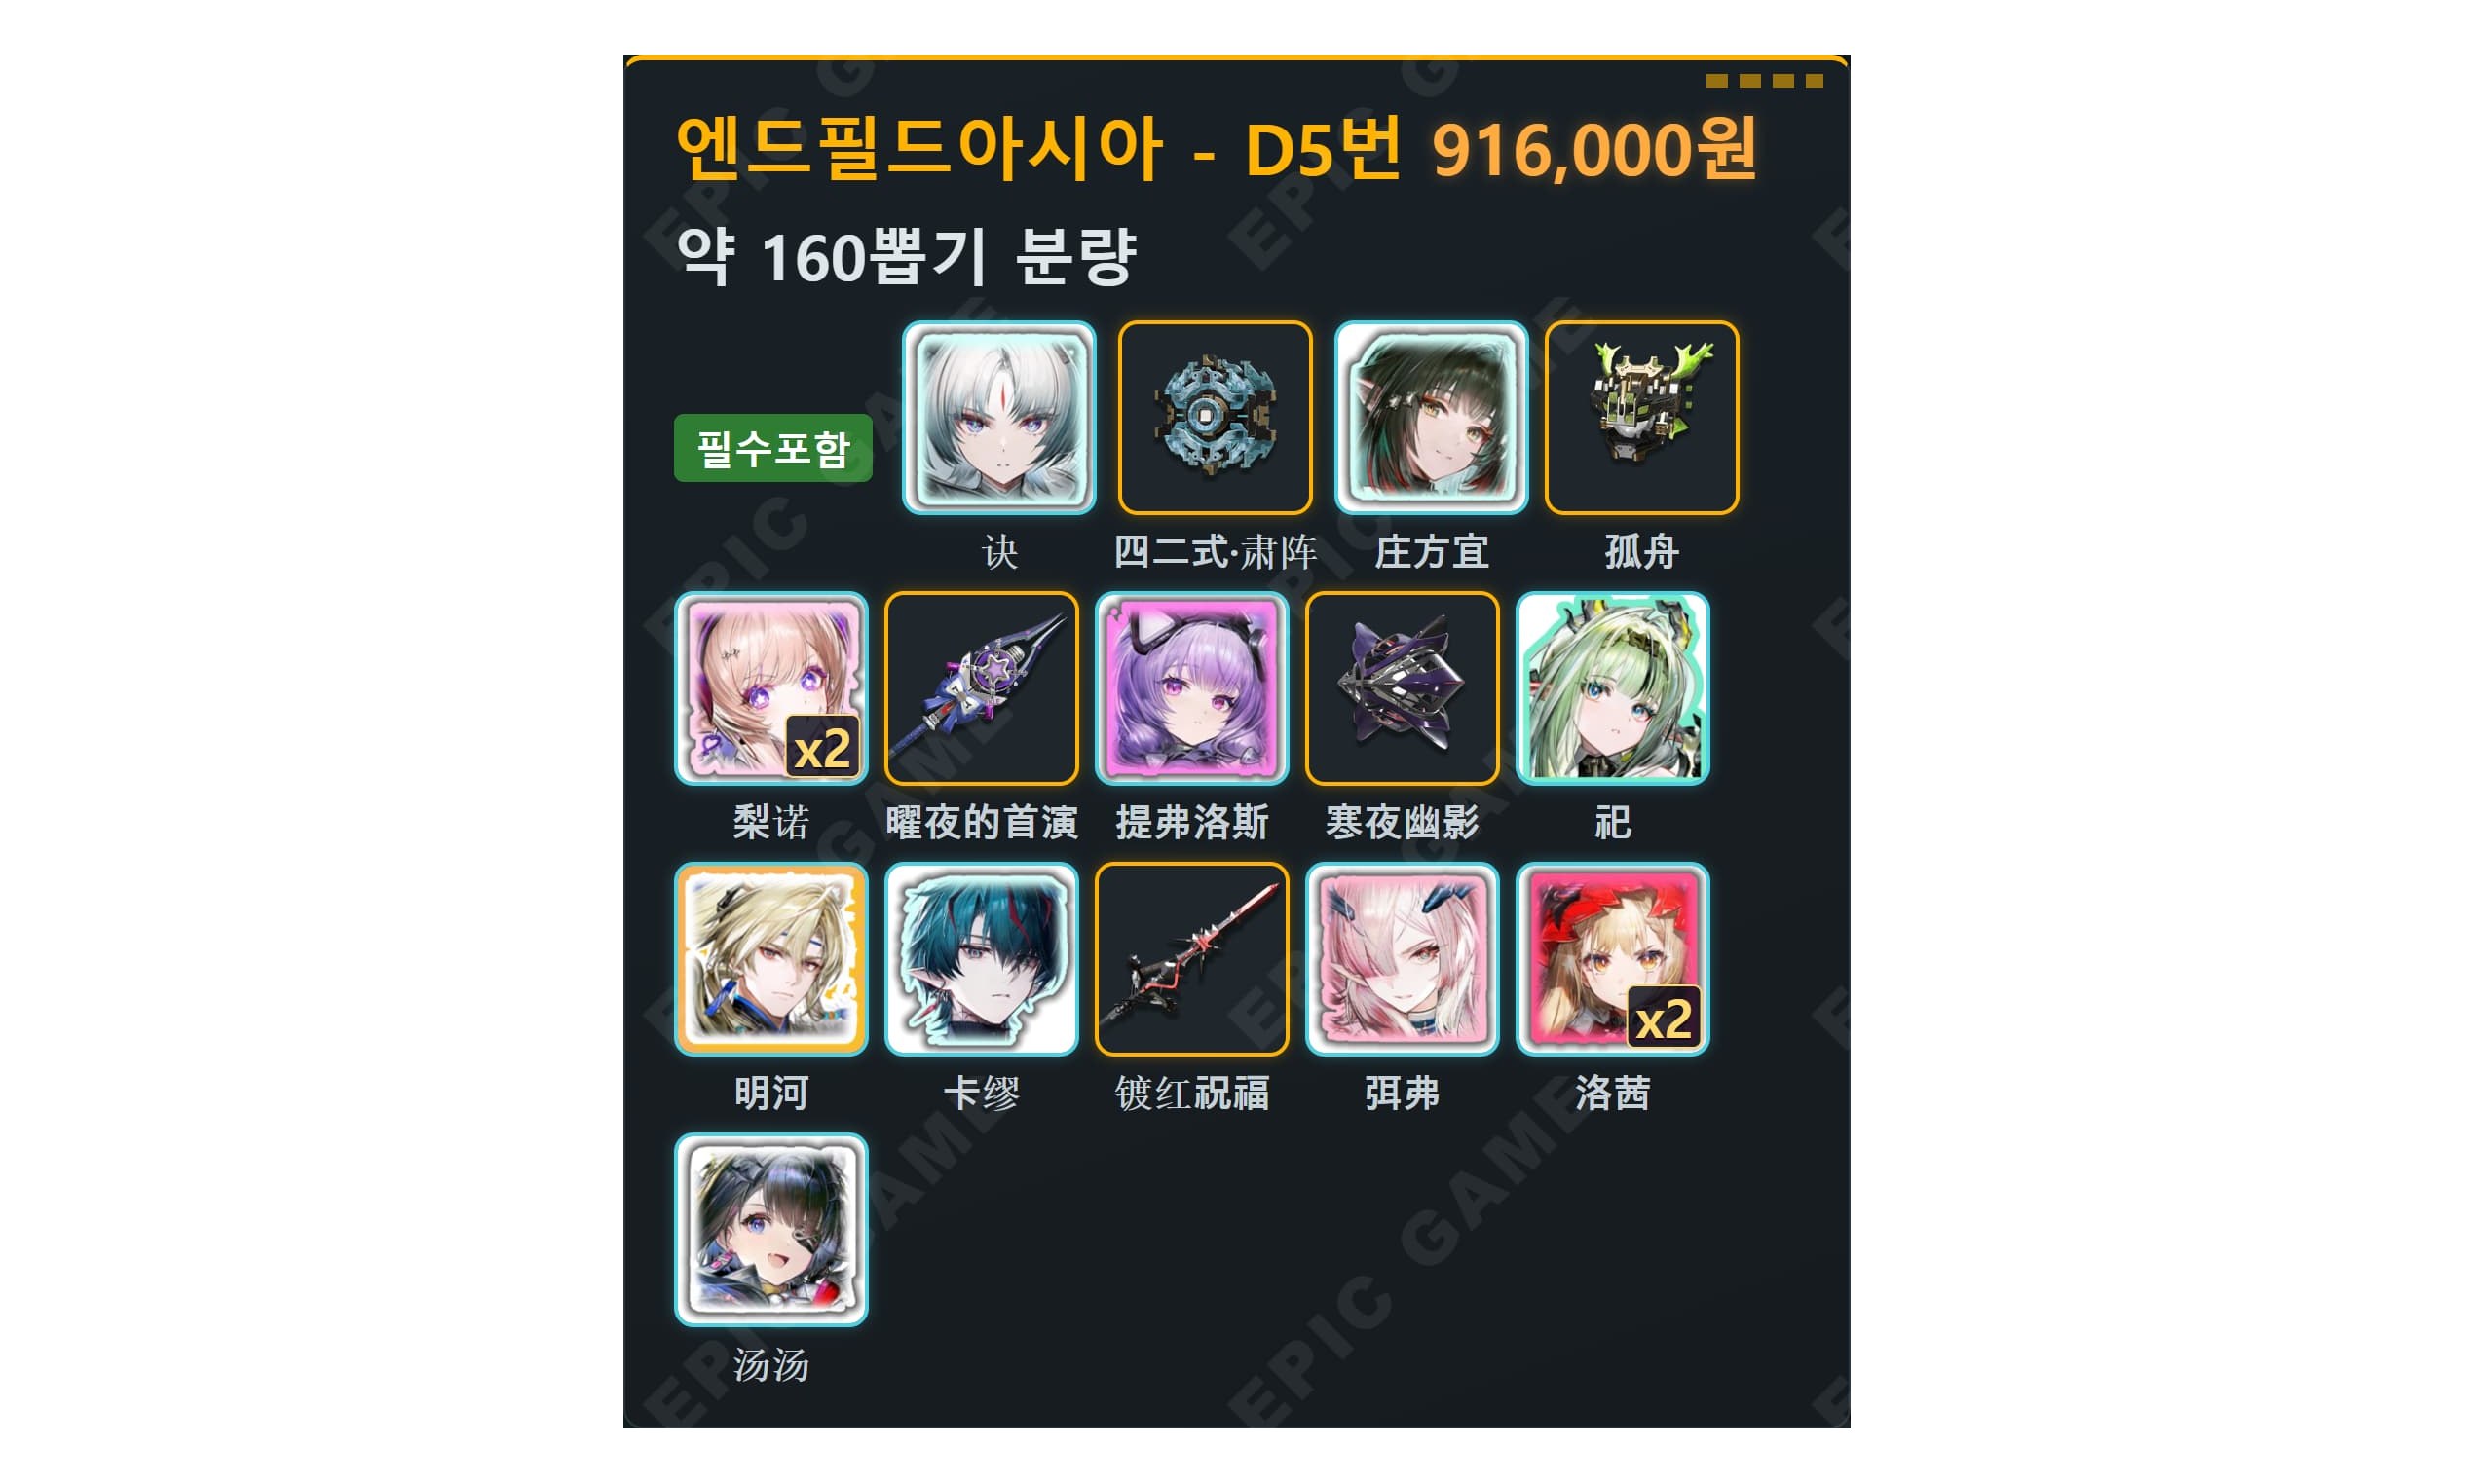 엔드필드아시아 - D5번 916,000원
약 160뽑기 분량
필수포함
诀 四二式·肃阵 庄方宜 孤舟
x2
梨诺 曜夜的首演 提弗洛斯 寒夜幽影 祀
x2
明河 卡缪 镀红祝福 弭弗 洛茜
汤汤
EPIC GAME